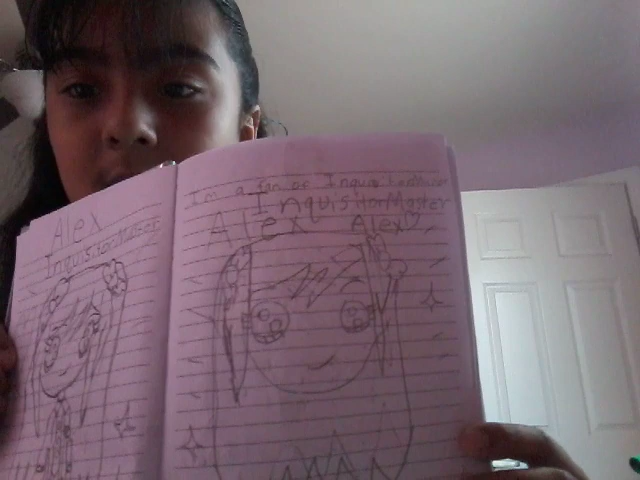 Alex
InquisitorMaster
I'm a fan of InquisitorMaster
InquisitorMaster
Alex Alex